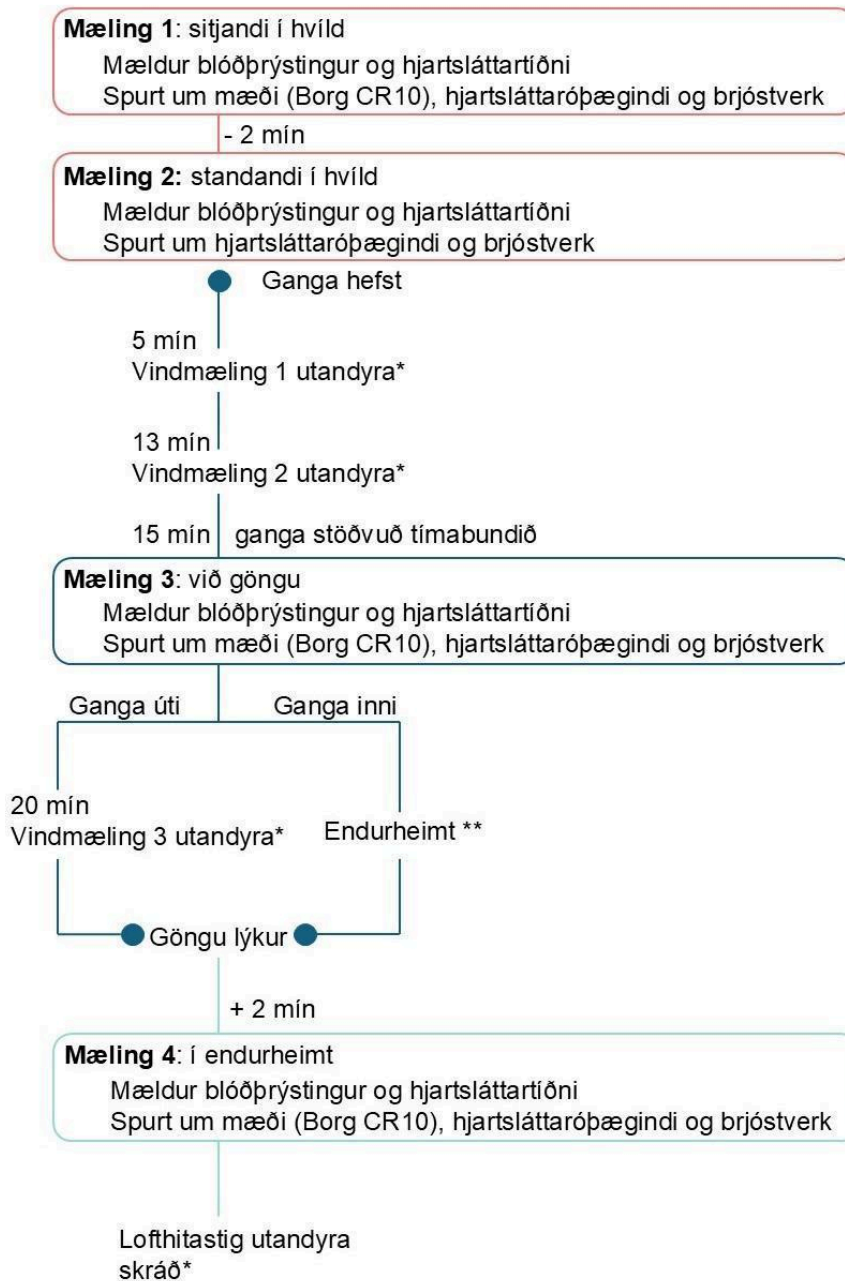 Mæling 1: sitjandi í hvíld
Mældur blóðþrýstingur og hjartsláttartíðni
Spurt um mæði (Borg CR10), hjartsláttaróþægindi og brjóstverk
- 2 mín
Mæling 2: standandi í hvíld
Mældur blóðþrýstingur og hjartsláttartíðni
Spurt um hjartsláttaróþægindi og brjóstverk
Ganga hefst
5 mín
Vindmæling 1 utandyra*
13 mín
Vindmæling 2 utandyra*
15 mín ganga stöðvuð tímabundið
Mæling 3: við göngu
Mældur blóðþrýstingur og hjartsláttartíðni
Spurt um mæði (Borg CR10), hjartsláttaróþægindi og brjóstverk
Ganga úti Ganga inni
20 mín
Vindmæling 3 utandyra* Endurheimt **
Göngu lýkur
+ 2 mín
Mæling 4: í endurheimt
Mældur blóðþrýstingur og hjartsláttartíðni
Spurt um mæði (Borg CR10), hjartsláttaróþægindi og brjóstverk
Lofthitastig utandyra
skráð*